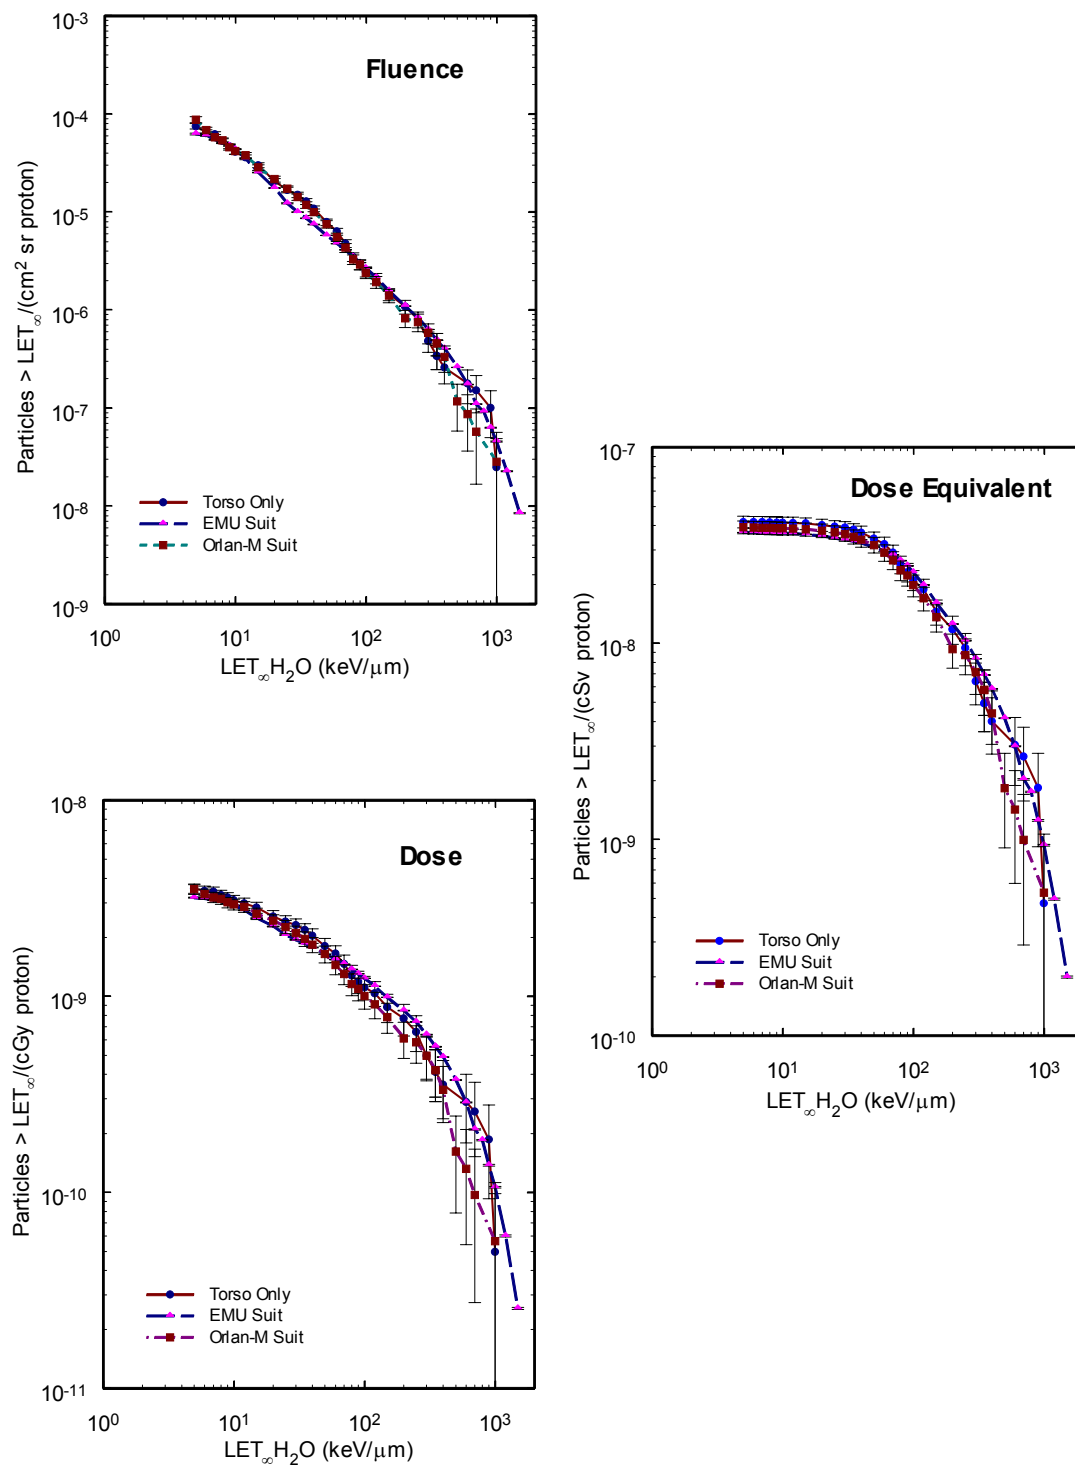 Fluence
10⁻³
10⁻⁴
10⁻⁵
10⁻⁶
10⁻⁷
10⁻⁸
10⁻⁹
Particles > LET∞/(cm² sr proton)
Torso Only
EMU Suit
Orlan-M Suit
10⁰ 10¹ 10² 10³
LET∞H₂O (keV/μm)
Dose Equivalent
10⁻⁷
10⁻⁸
10⁻⁹
10⁻¹⁰
Particles > LET∞/(cSv proton)
Torso Only
EMU Suit
Orlan-M Suit
10⁰ 10¹ 10² 10³
LET∞H₂O (keV/μm)
Dose
10⁻⁸
10⁻⁹
10⁻¹⁰
10⁻¹¹
Particles > LET∞/(cGy proton)
Torso Only
EMU Suit
Orlan-M Suit
10⁰ 10¹ 10² 10³
LET∞H₂O (keV/μm)